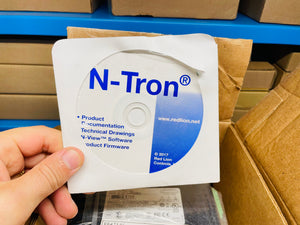 N-Tron®
• Product
Documentation
Technical Drawings
N-View™ Software
Product Firmware
www.redlion.net
© 2017
Red Lion
Controls